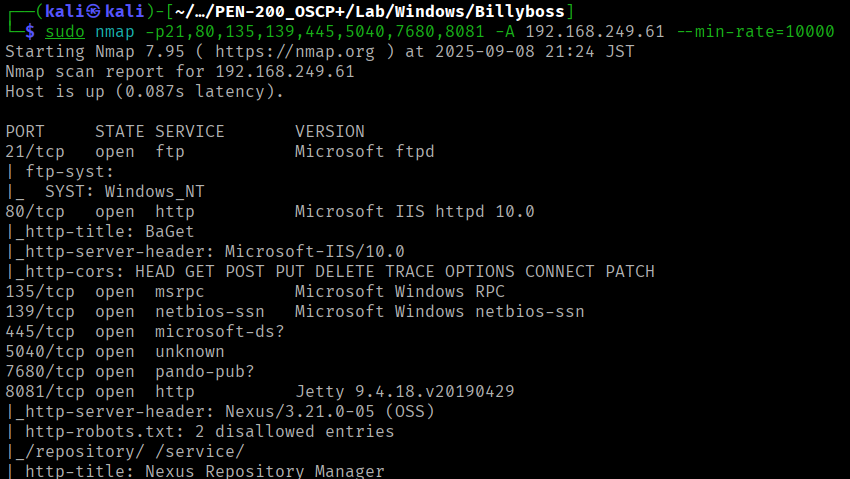 ┌──(kali㉿kali)-[~/…/PEN-200_OSCP+/Lab/Windows/Billyboss]
└─$ sudo nmap -p21,80,135,139,445,5040,7680,8081 -A 192.168.249.61 --min-rate=10000
Starting Nmap 7.95 ( https://nmap.org ) at 2025-09-08 21:24 JST
Nmap scan report for 192.168.249.61
Host is up (0.087s latency).

PORT     STATE SERVICE       VERSION
21/tcp   open  ftp           Microsoft ftpd
| ftp-syst:
|_  SYST: Windows_NT
80/tcp   open  http          Microsoft IIS httpd 10.0
|_http-title: BaGet
|_http-server-header: Microsoft-IIS/10.0
|_http-cors: HEAD GET POST PUT DELETE TRACE OPTIONS CONNECT PATCH
135/tcp  open  msrpc         Microsoft Windows RPC
139/tcp  open  netbios-ssn   Microsoft Windows netbios-ssn
445/tcp  open  microsoft-ds?
5040/tcp open  unknown
7680/tcp open  pando-pub?
8081/tcp open  http          Jetty 9.4.18.v20190429
|_http-server-header: Nexus/3.21.0-05 (OSS)
| http-robots.txt: 2 disallowed entries
|_/repository/ /service/
| http-title: Nexus Repository Manager